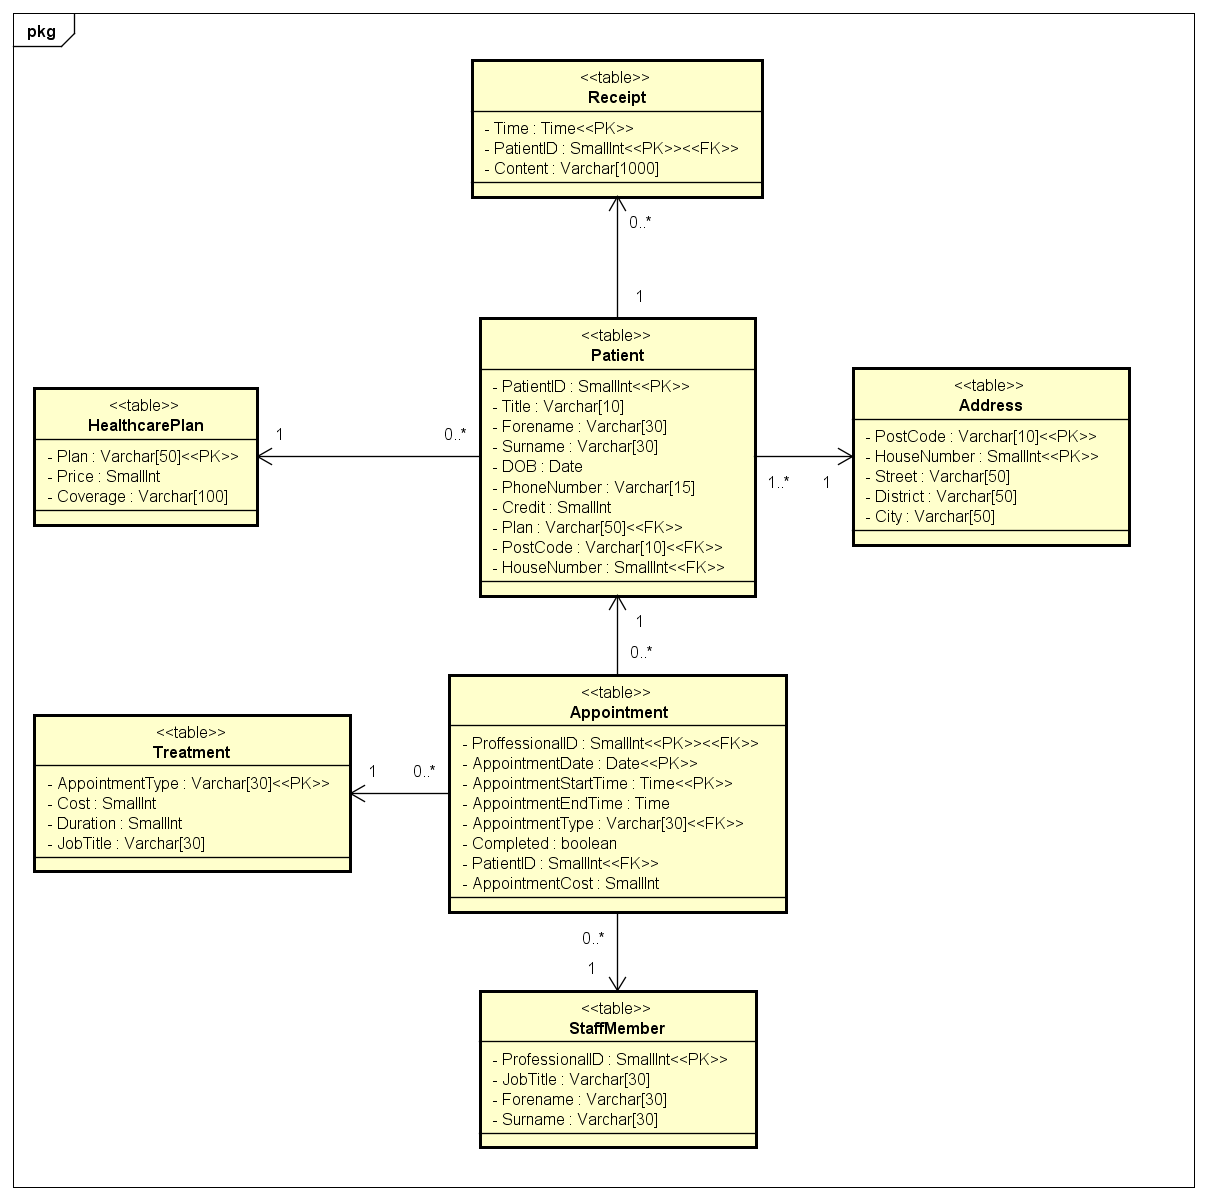 pkg
<<table>>
Receipt
- Time : Time<<PK>>
- PatientID : SmallInt<<PK>><<FK>>
- Content : Varchar[1000]
0..*
1
<<table>>
Patient
- PatientID : SmallInt<<PK>>
- Title : Varchar[10]
- Forename : Varchar[30]
- Surname : Varchar[30]
- DOB : Date
- PhoneNumber : Varchar[15]
- Credit : SmallInt
- Plan : Varchar[50]<<FK>>
- PostCode : Varchar[10]<<FK>>
- HouseNumber : SmallInt<<FK>>
<<table>>
HealthcarePlan
- Plan : Varchar[50]<<PK>>
- Price : SmallInt
- Coverage : Varchar[100]
1
0..*
1..*
1
<<table>>
Address
- PostCode : Varchar[10]<<PK>>
- HouseNumber : SmallInt<<PK>>
- Street : Varchar[50]
- District : Varchar[50]
- City : Varchar[50]
1
0..*
<<table>>
Appointment
- ProffessionalID : SmallInt<<PK>><<FK>>
- AppointmentDate : Date<<PK>>
- AppointmentStartTime : Time<<PK>>
- AppointmentEndTime : Time
- AppointmentType : Varchar[30]<<FK>>
- Completed : boolean
- PatientID : SmallInt<<FK>>
- AppointmentCost : SmallInt
<<table>>
Treatment
- AppointmentType : Varchar[30]<<PK>>
- Cost : SmallInt
- Duration : SmallInt
- JobTitle : Varchar[30]
1
0..*
0..*
1
<<table>>
StaffMember
- ProfessionalID : SmallInt<<PK>>
- JobTitle : Varchar[30]
- Forename : Varchar[30]
- Surname : Varchar[30]